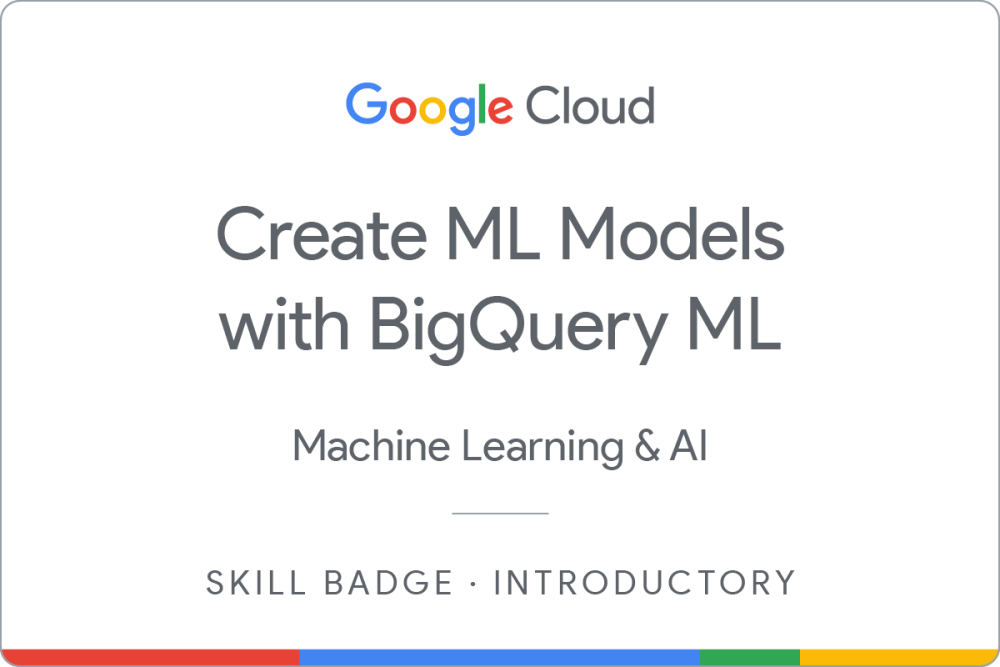 Google Cloud
Create ML Models
with BigQuery ML
Machine Learning & AI
SKILL BADGE · INTRODUCTORY